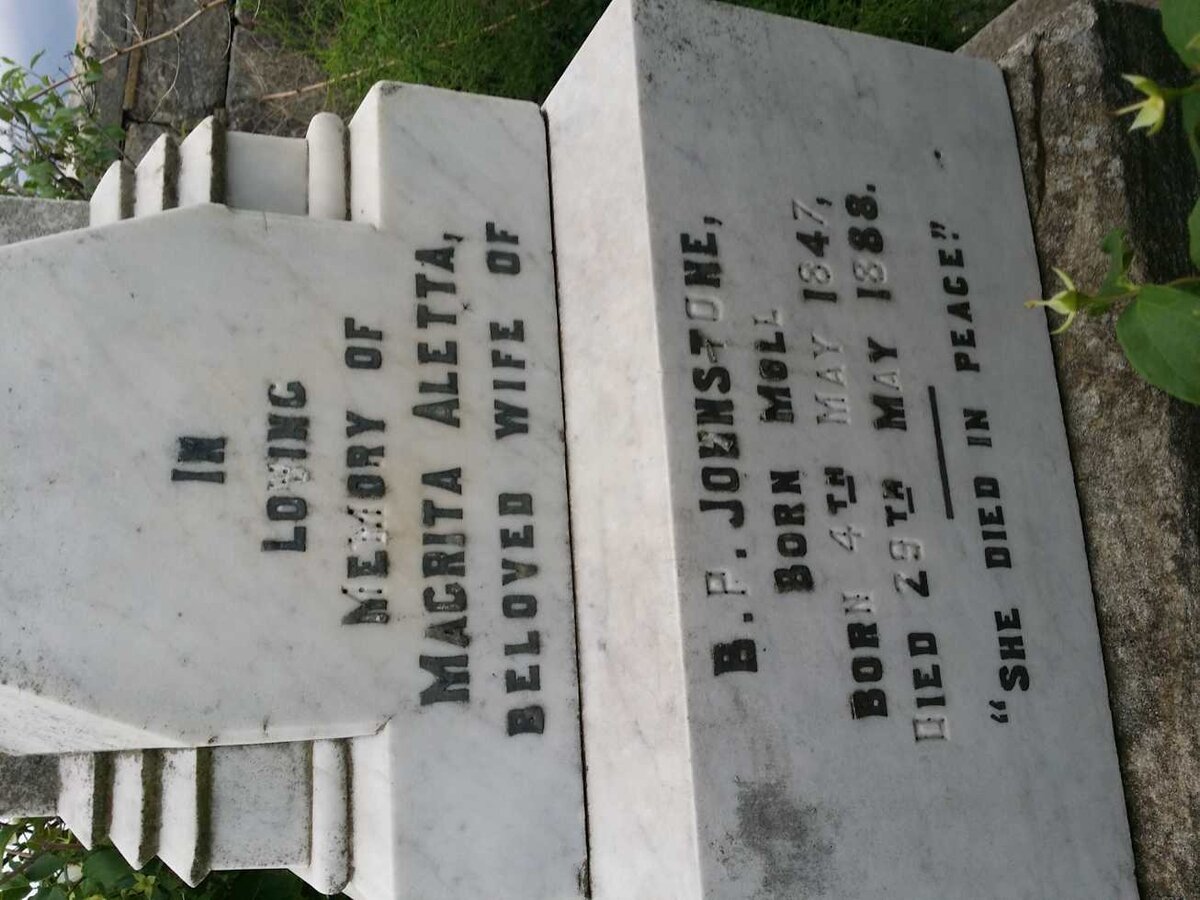 IN
LOVING
MEMORY OF
MACRITA ALETTA,
BELOVED WIFE OF
B. P. JOHNSTONE,
BORN MOLL
BORN 4TH MAY 1847,
DIED 29TH MAY 1888.
"SHE DIED IN PEACE."